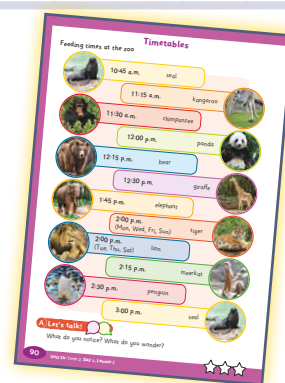 Timetables
Feeding times at the zoo
10:45 a.m. seal
11:15 a.m. kangaroo
11:30 a.m. chimpanzee
12:00 p.m. panda
12:15 p.m. bear
12:30 p.m. giraffe
1:45 p.m. elephant
2:00 p.m.
(Mon, Wed, Fri, Sun) tiger
2:00 p.m.
(Tue, Thu, Sat) lion
2:15 p.m. meerkat
2:30 p.m. penguin
3:00 p.m. seal
A Let's talk!
What do you notice? What do you wonder?
90